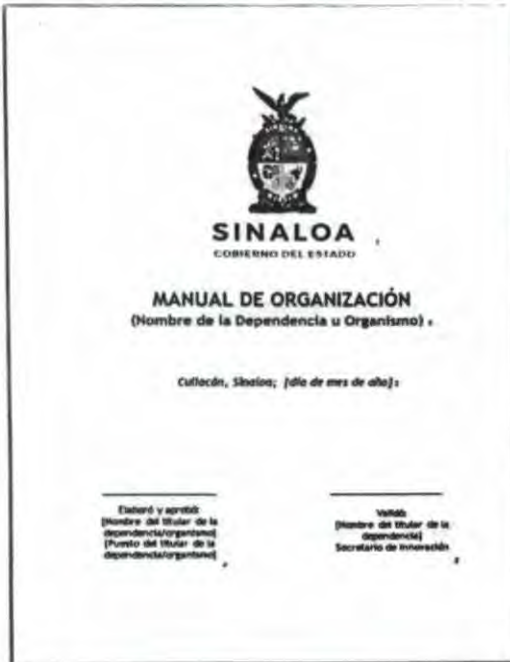 SINALOA
GOBIERNO DEL ESTADO
MANUAL DE ORGANIZACIÓN
(Nombre de la Dependencia u Organismo)
Culiacán, Sinaloa; [día de mes de año]
Elaboró y aprobó:
[Nombre del titular de la
dependencia/organismo]
[Puesto del titular de la
dependencia/organismo]
Validó:
[Nombre del titular de la
dependencia]
Secretario de Innovación